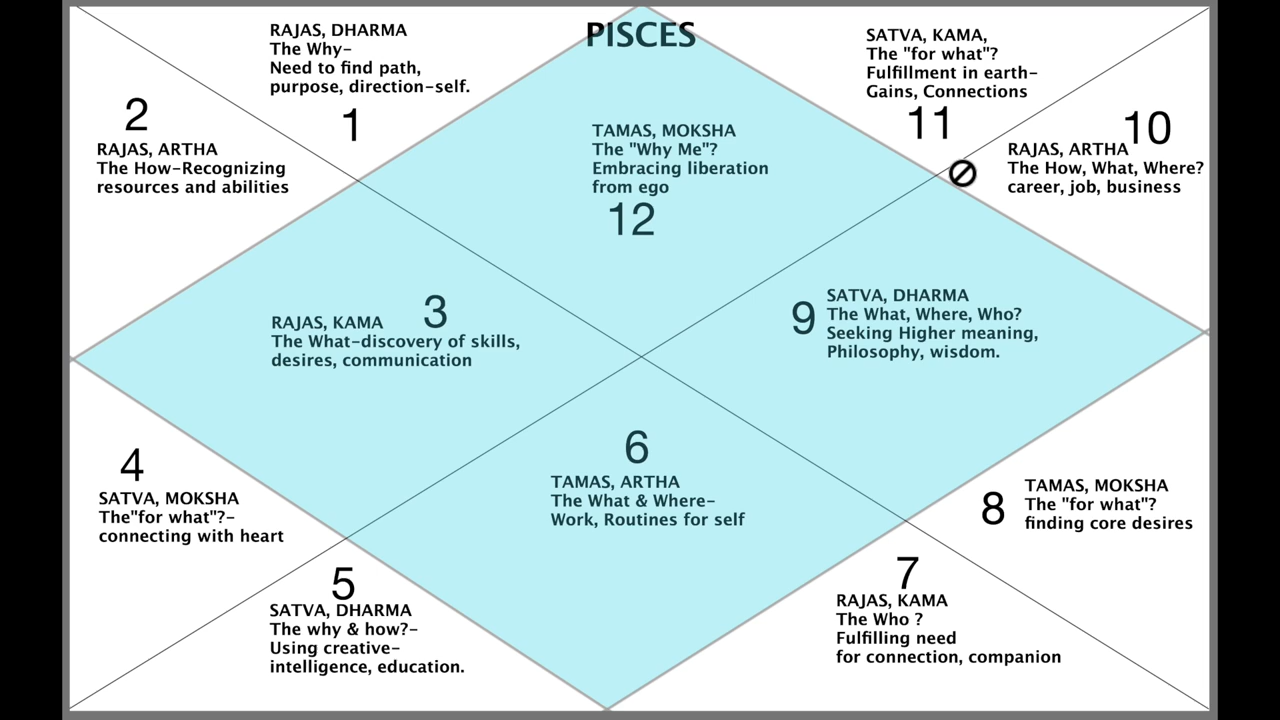 PISCES
RAJAS, DHARMA
The Why-
Need to find path,
purpose, direction-self.
1
2
RAJAS, ARTHA
The How-Recognizing
resources and abilities
TAMAS, MOKSHA
The "Why Me"?
Embracing liberation
from ego
12
SATVA, KAMA,
The "for what"?
Fulfillment in earth-
Gains, Connections
11
10
RAJAS, ARTHA
The How, What, Where?
career, job, business
3
RAJAS, KAMA
The What-discovery of skills,
desires, communication
9
SATVA, DHARMA
The What, Where, Who?
Seeking Higher meaning,
Philosophy, wisdom.
4
SATVA, MOKSHA
The"for what"?-
connecting with heart
6
TAMAS, ARTHA
The What & Where-
Work, Routines for self
8
TAMAS, MOKSHA
The "for what"?
finding core desires
5
SATVA, DHARMA
The why & how?-
Using creative-
intelligence, education.
7
RAJAS, KAMA
The Who ?
Fulfilling need
for connection, companion